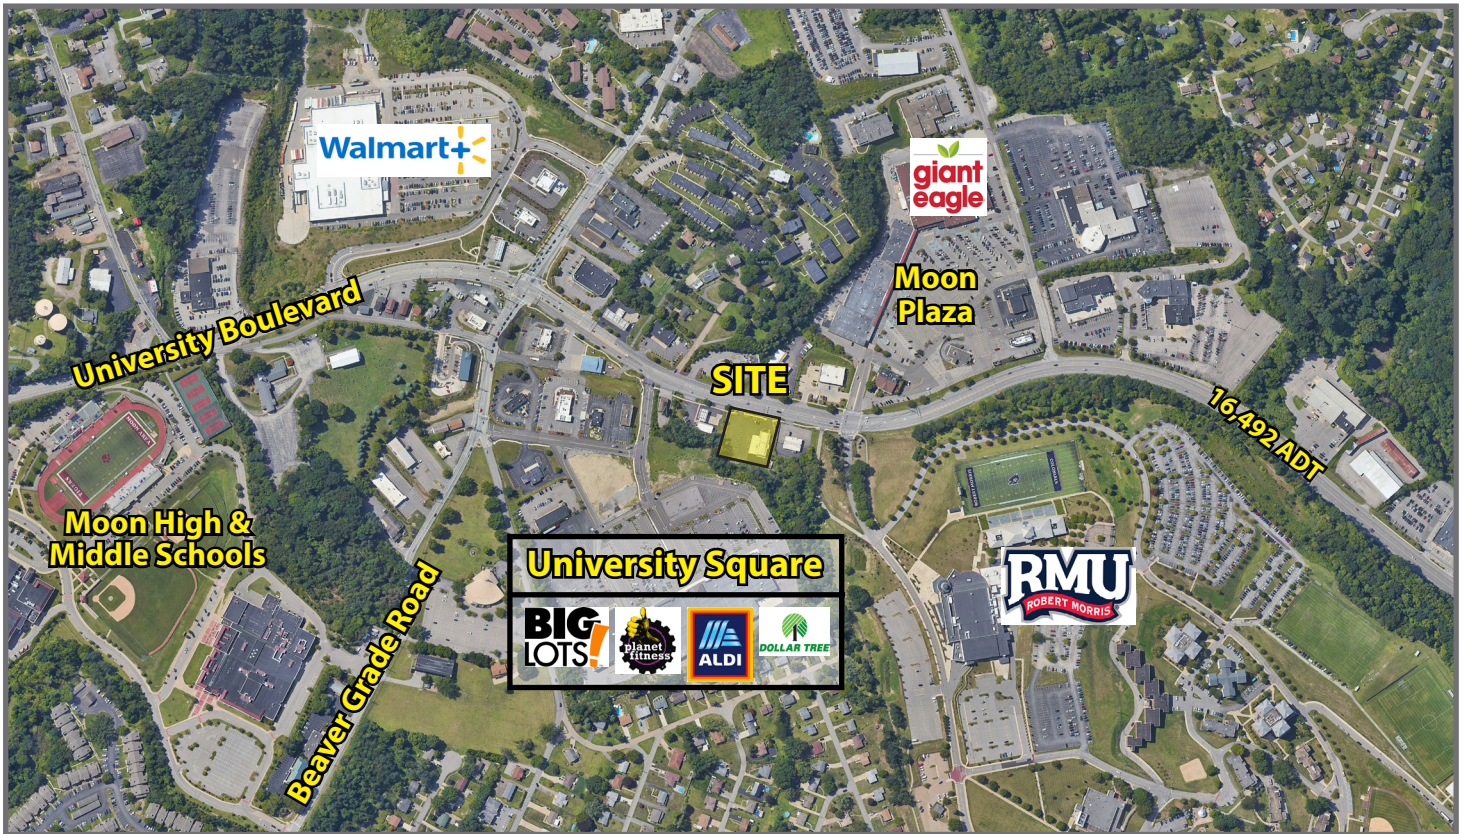 Walmart+
giant
eagle
Moon
Plaza
University Boulevard
SITE
16,492 ADT
Moon High &
Middle Schools
University Square
BIG
LOTS!
planet
fitness
ALDI
DOLLAR TREE
RMU
ROBERT MORRIS
Beaver Grade Road